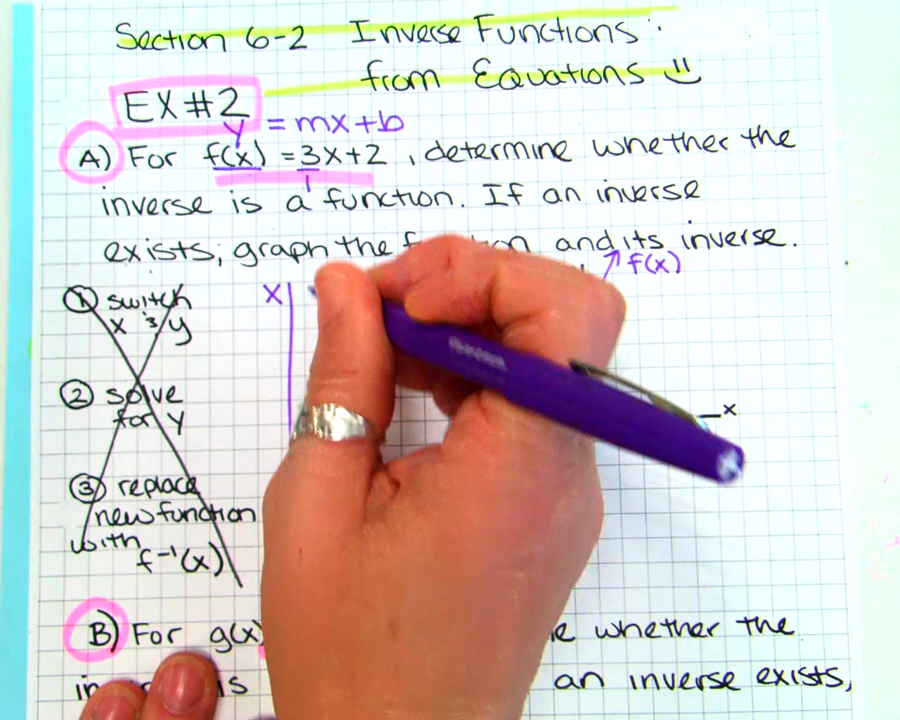 Section 6-2 Inverse Functions
from Equations
EX#2
y = mx+b
A) For f(x) = 3x+2, determine whether the
1
inverse is a function. If an inverse
exists, graph the and its inverse.
f(x)
① switch
x & y
x
② solve
for y
x
③ replace
new function
with
f⁻¹(x)
B) For g(x) whether the
is an inverse exists,